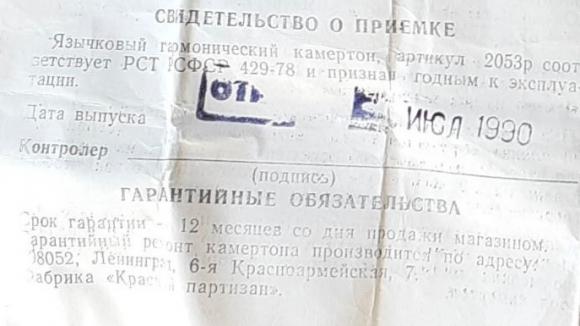 СВИДЕТЕЛЬСТВО О ПРИЕМКЕ
Язычковый гармонический камертон, артикул 2053р соот
ветствует РСТ РСФСР 429-78 и признан годным к эксплуа
тации.
Дата выпуска ИЮЛ 1990
Контролер
(подпись)
ГАРАНТИЙНЫЕ ОБЯЗАТЕЛЬСТВА
Срок гарантии - 12 месяцев со дня продажи магазином.
Гарантийный ремонт камертона производится по адресу:
198052, Ленинград, 6-я Красноармейская, 7,
фабрика «Красный партизан».